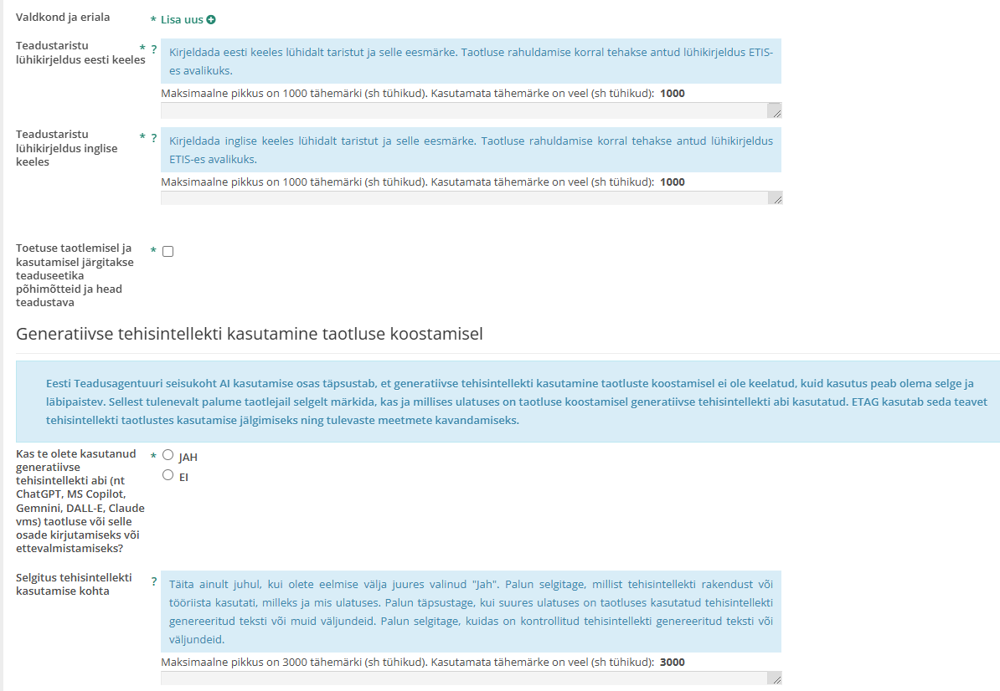 Valdkond ja eriala * Lisa uus
Teadustaristu lühikirjeldus eesti keeles * ?
Kirjeldada eesti keeles lühidalt taristut ja selle eesmärke. Taotluse rahuldamise korral tehakse antud lühikirjeldus ETIS-
es avalikuks.
Maksimaalne pikkus on 1000 tähemärki (sh tühikud). Kasutamata tähemärke on veel (sh tühikud): 1000
Teadustaristu
lühikirjeldus inglise
keeles
* ?
Kirjeldada inglise keeles lühidalt taristut ja selle eesmärke. Taotluse rahuldamise korral tehakse antud lühikirjeldus
ETIS-es avalikuks.
Maksimaalne pikkus on 1000 tähemärki (sh tühikud). Kasutamata tähemärke on veel (sh tühikud): 1000
Toetuse taotlemisel ja *
kasutamisel järgitakse
teaduseetika
põhimõtteid ja head
teadustava
Generatiivse tehisintellekti kasutamine taotluse koostamisel
Eesti Teadusagentuuri seisukoht AI kasutamise osas täpsustab, et generatiivse tehisintellekti kasutamine taotluste koostamisel ei ole keelatud, kuid kasutus peab olema selge ja
läbipaistev. Sellest tulenevalt palume taotlejail selgelt märkida, kas ja millises ulatuses on taotluse koostamisel generatiivse tehisintellekti abi kasutatud. ETAG kasutab seda teavet
tehisintellekti taotlustes kasutamise jälgimiseks ning tulevaste meetmete kavandamiseks.
Kas te olete kasutanud *
generatiivse
tehisintellekti abi (nt
ChatGPT, MS Copilot,
Gemnini, DALL-E, Claude
vms) taotluse või selle
osade kirjutamiseks või
ettevalmistamiseks?
JAH
EI
Selgitus tehisintellekti
kasutamise kohta
?
Täita ainult juhul, kui olete eelmise välja juures valinud "Jah". Palun selgitage, millist tehisintellekti rakendust või
tööriista kasutati, milleks ja mis ulatuses. Palun täpsustage, kui suures ulatuses on taotluses kasutatud tehisintellekti
genereeritud teksti või muid väljundeid. Palun selgitage, kuidas on kontrollitud tehisintellekti genereeritud teksti või
väljundeid.
Maksimaalne pikkus on 3000 tähemärki (sh tühikud). Kasutamata tähemärke on veel (sh tühikud): 3000